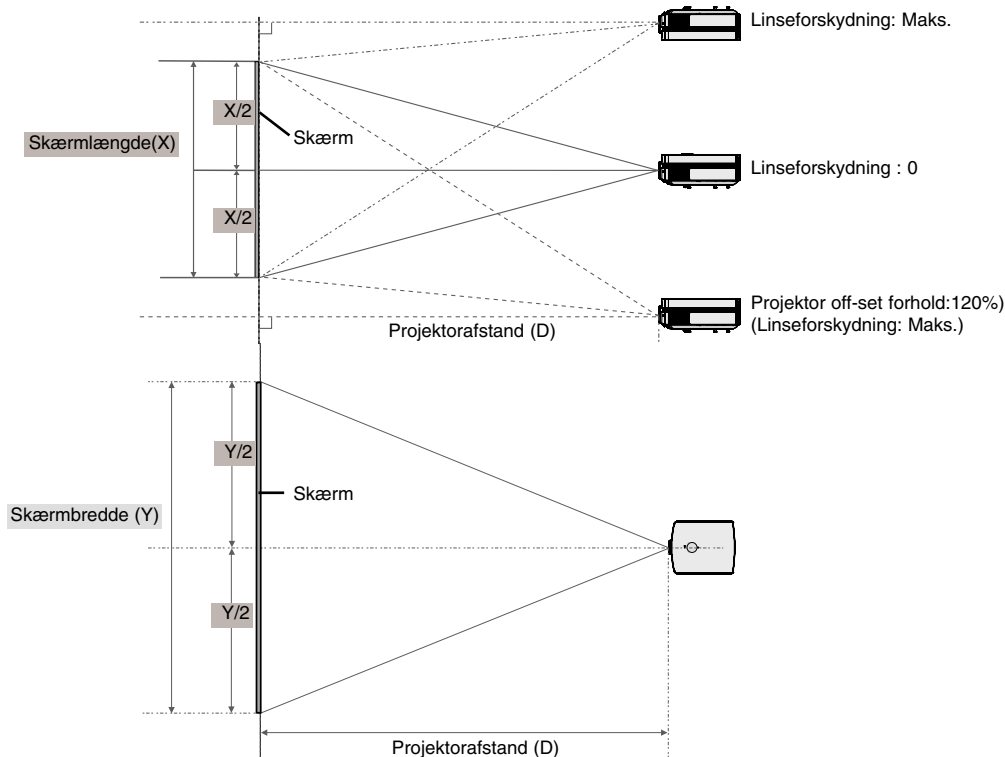 Linseforskydning: Maks.
X/2
Skærm
Skærmlængde(X)
Linseforskydning : 0
X/2
Projektor off-set forhold:120%)
(Linseforskydning: Maks.)
Projektorafstand (D)
Y/2
Skærm
Skærmbredde (Y)
Y/2
Projektorafstand (D)